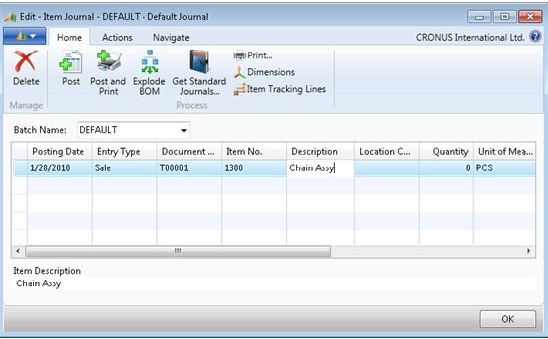 Edit - Item Journal - DEFAULT · Default Journal
Home Actions Navigate CRONUS International Ltd.
Delete Post Post and Print Explode BOM Get Standard Journals... Print... Dimensions Item Tracking Lines
Manage Process
Batch Name: DEFAULT
Posting Date Entry Type Document ... Item No. Description Location C... Quantity Unit of Mea...
1/28/2010 Sale T00001 1300 Chain Assy 0 PCS
Item Description
Chain Assy
OK